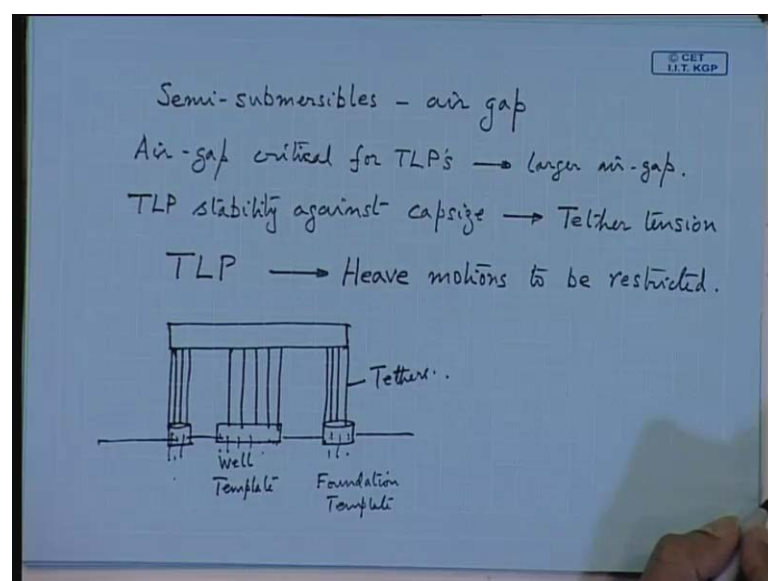 © CET
I.I.T. KGP
Semi-submersibles - air gap
Air-gap critical for TLP's → larger air-gap.
TLP stability against capsize → Tether tension
TLP → Heave motions to be restricted.
Tethers.
Well
Template
Foundation
Template